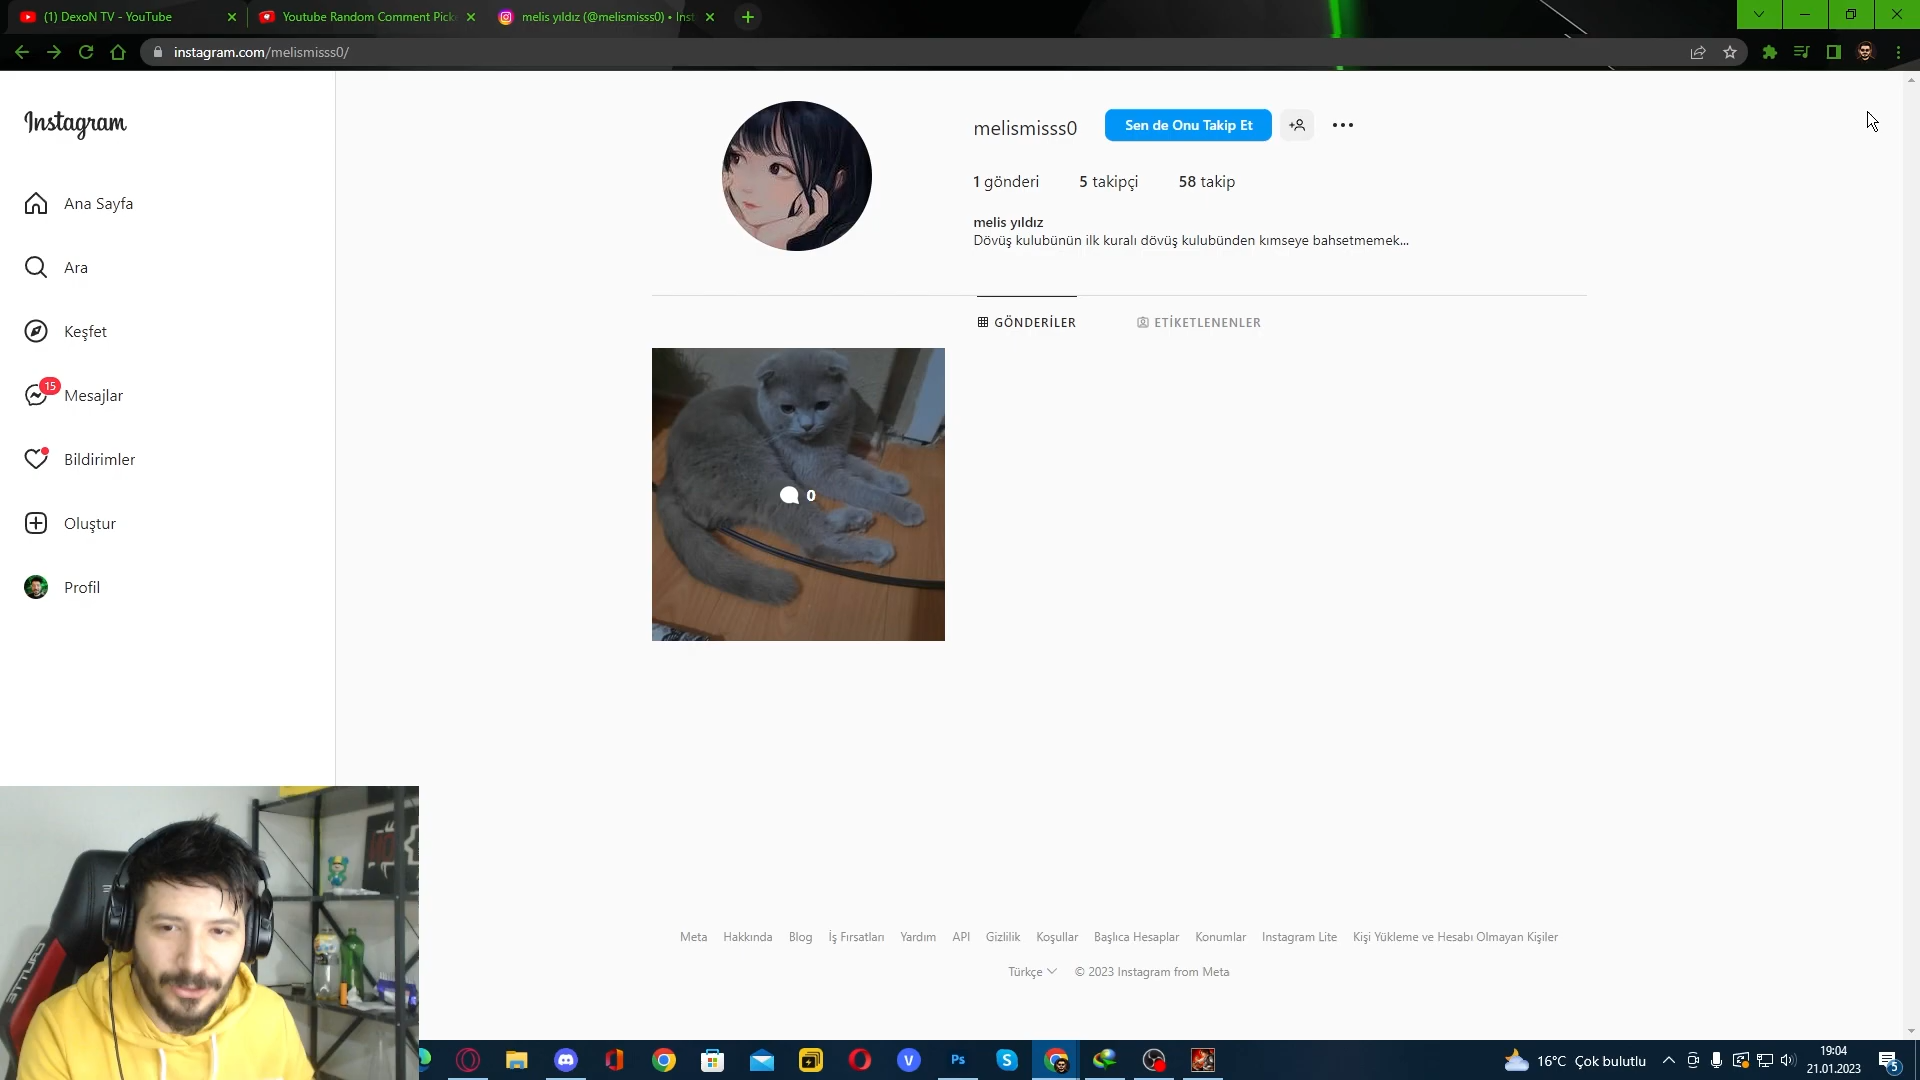 (1) DexoN TV - YouTube
Youtube Random Comment Pick
melis yıldız (@melismisss0) • Inst
instagram.com/melismisss0/
Instagram
Ana Sayfa
Ara
Keşfet
15
Mesajlar
Bildirimler
Oluştur
Profil
melismisss0
Sen de Onu Takip Et
1 gönderi
5 takipçi
58 takip
melis yıldız
Dövüş kulubünün ilk kuralı dövüş kulubünden kımseye bahsetmemek...
GÖNDERİLER
ETİKETLENENLER
0
Meta
Hakkında
Blog
İş Fırsatları
Yardım
API
Gizlilik
Koşullar
Başlıca Hesaplar
Konumlar
Instagram Lite
Kişi Yükleme ve Hesabı Olmayan Kişiler
Türkçe
© 2023 Instagram from Meta
V
Ps
S
16°C Çok bulutlu
19:04
21.01.2023
5